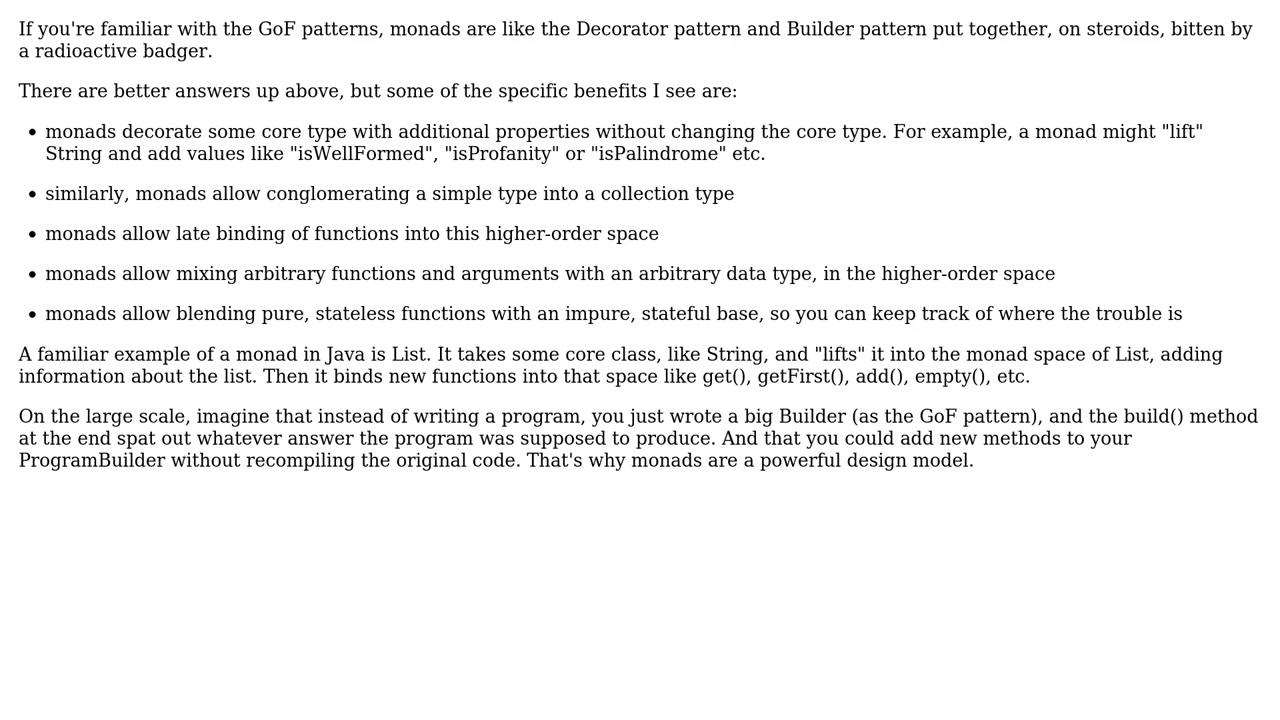 If you're familiar with the GoF patterns, monads are like the Decorator pattern and Builder pattern put together, on steroids, bitten by
a radioactive badger.
There are better answers up above, but some of the specific benefits I see are:
• monads decorate some core type with additional properties without changing the core type. For example, a monad might "lift"
String and add values like "isWellFormed", "isProfanity" or "isPalindrome" etc.
• similarly, monads allow conglomerating a simple type into a collection type
• monads allow late binding of functions into this higher-order space
• monads allow mixing arbitrary functions and arguments with an arbitrary data type, in the higher-order space
• monads allow blending pure, stateless functions with an impure, stateful base, so you can keep track of where the trouble is
A familiar example of a monad in Java is List. It takes some core class, like String, and "lifts" it into the monad space of List, adding
information about the list. Then it binds new functions into that space like get(), getFirst(), add(), empty(), etc.
On the large scale, imagine that instead of writing a program, you just wrote a big Builder (as the GoF pattern), and the build() method
at the end spat out whatever answer the program was supposed to produce. And that you could add new methods to your
ProgramBuilder without recompiling the original code. That's why monads are a powerful design model.